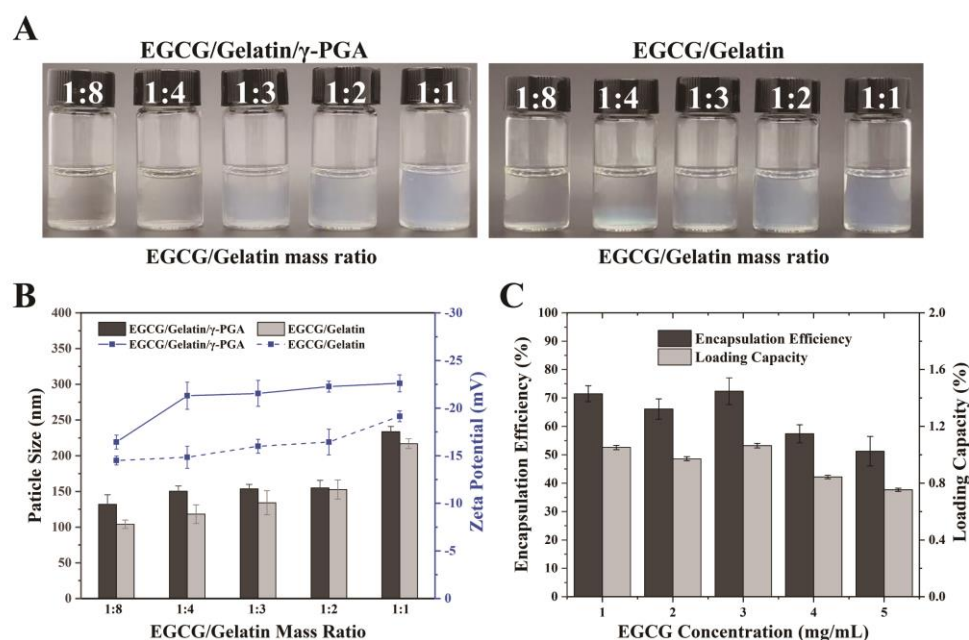 A
EGCG/Gelatin/γ-PGA
EGCG/Gelatin
1:8 1:4 1:3 1:2 1:1
1:8 1:4 1:3 1:2 1:1
EGCG/Gelatin mass ratio
EGCG/Gelatin mass ratio
B
EGCG/Gelatin/γ-PGA
EGCG/Gelatin
EGCG/Gelatin/γ-PGA
EGCG/Gelatin
400
350
300
250
200
150
100
50
0
Paticle Size (nm)
-30
-25
-20
-15
-10
-5
0
Zeta Potential (mV)
1:8 1:4 1:3 1:2 1:1
EGCG/Gelatin Mass Ratio
C
Encapsulation Efficiency
Loading Capacity
100
90
80
70
60
50
40
30
20
10
0
Encapsulation Efficiency (%)
2.0
1.6
1.2
0.8
0.4
0.0
Loading Capacity (%)
1 2 3 4 5
EGCG Concentration (mg/mL)